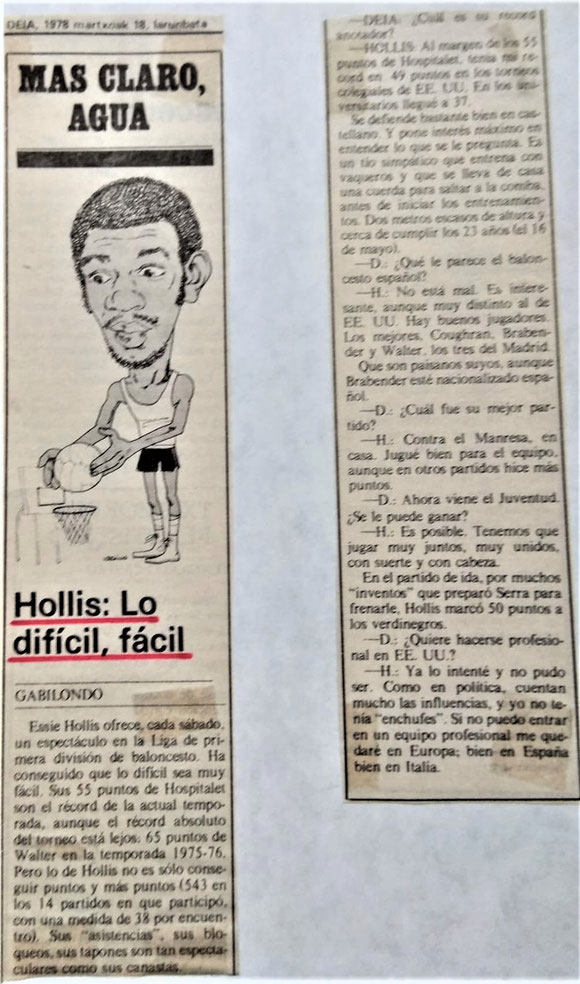 DEIA, 1978 martxoak 18, larunbata
MAS CLARO,
AGUA
Hollis: Lo
difícil, fácil
GABILONDO
Essie Hollis ofrece, cada sábado,
un espectáculo en la Liga de pri-
mera división de baloncesto. Ha
conseguido que lo difícil sea muy
fácil. Sus 55 puntos de Hospitalet
son el récord de la actual tempo-
rada, aunque el récord absoluto
del torneo está lejos: 65 puntos de
Walter en la temporada 1975-76.
Pero lo de Hollis no es sólo conse-
guir puntos y más puntos (543 en
los 14 partidos en que participó,
con una medida de 38 por encuen-
tro). Sus "asistencias", sus blo-
queos, sus tapones son tan especta-
culares como sus canastas.
—DEIA: ¿Cuál es su récord
anotador?
—HOLLIS: Al margen de los 55
puntos de Hospitalet, tenía mi re-
cord en 49 puntos en los torneos
colegiales de EE. UU. En los uni-
versitarios llegué a 37.
Se defiende bastante bien en cas-
tellano. Y pone interés máximo en
entender lo que se le pregunta. Es
un tío simpático que entrena con
vaqueros y que se lleva de casa
una cuerda para saltar a la comba,
antes de iniciar los entrenamien-
tos. Dos metros escasos de altura y
cerca de cumplir los 23 años (el 16
de mayo).
—D.: ¿Qué le parece el balon-
cesto español?
—H.: No está mal. Es intere-
sante, aunque muy distinto al de
EE. UU. Hay buenos jugadores.
Los mejores, Coughran, Braben-
der y Walter, los tres del Madrid.
Que son paisanos suyos, aunque
Brabender esté nacionalizado espa-
ñol.
—D.: ¿Cuál fue su mejor par-
tido?
—H.: Contra el Manresa, en
casa. Jugué bien para el equipo,
aunque en otros partidos hice más
puntos.
—D.: Ahora viene el Juventud.
¿Se le puede ganar?
—H.: Es posible. Tenemos que
jugar muy juntos, muy unidos,
con suerte y con cabeza.
En el partido de ida, por muchos
"inventos" que preparó Serra para
frenarle, Hollis marcó 50 puntos a
los verdinegros.
—D.: ¿Quiere hacerse profesio-
nal en EE. UU.?
—H.: Ya lo intenté y no pudo
ser. Como en política, cuentan
mucho las influencias, y yo no te-
nía "enchufes". Si no puedo entrar
en un equipo profesional me que-
daré en Europa; bien en España
bien en Italia.